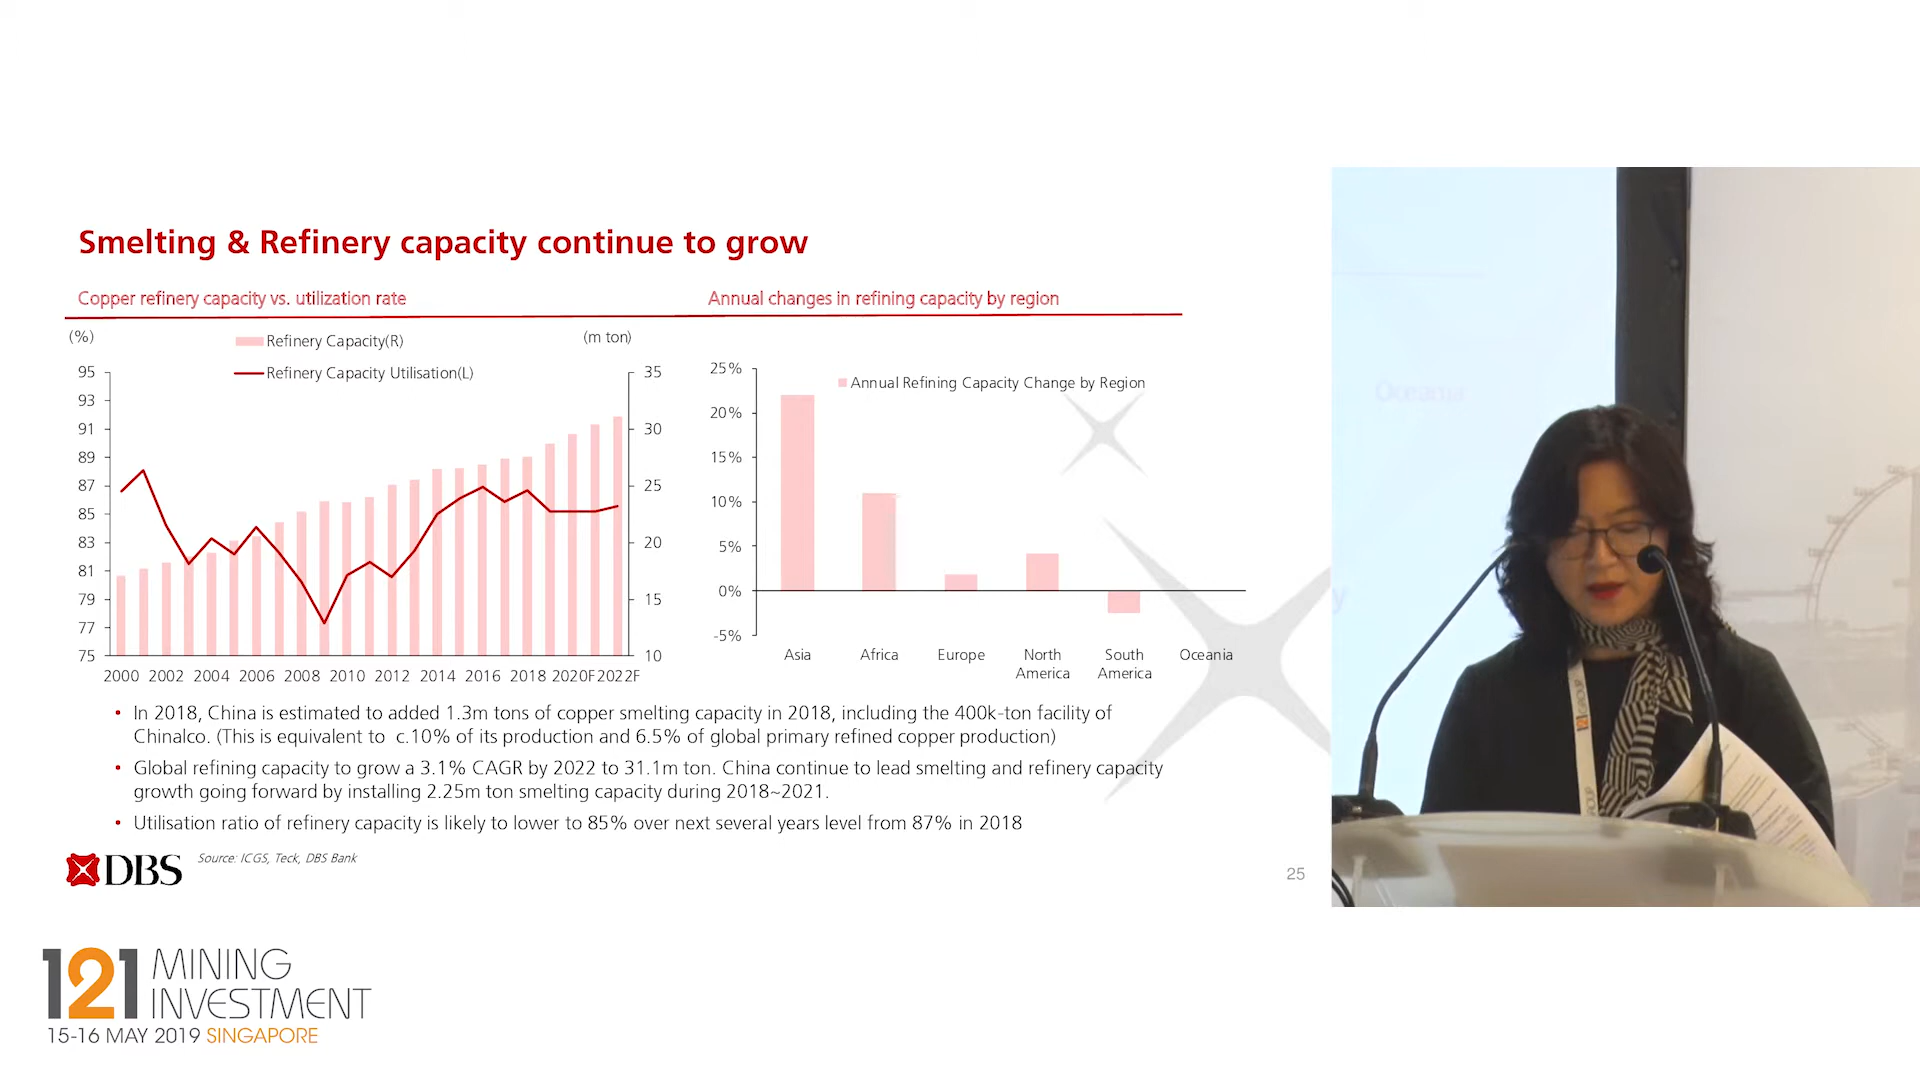 Smelting & Refinery capacity continue to grow
Copper refinery capacity vs. utilization rate
Annual changes in refining capacity by region
(%)
Refinery Capacity(R)
(m ton)
Refinery Capacity Utilisation(L)
95
93
91
89
87
85
83
81
79
77
75
35
30
25
20
15
10
2000 2002 2004 2006 2008 2010 2012 2014 2016 2018 2020F 2022F
Annual Refining Capacity Change by Region
25%
20%
15%
10%
5%
0%
-5%
Asia
Africa
Europe
North
America
South
America
Oceania
• In 2018, China is estimated to added 1.3m tons of copper smelting capacity in 2018, including the 400k-ton facility of
Chinalco. (This is equivalent to c.10% of its production and 6.5% of global primary refined copper production)
• Global refining capacity to grow a 3.1% CAGR by 2022 to 31.1m ton. China continue to lead smelting and refinery capacity
growth going forward by installing 2.25m ton smelting capacity during 2018~2021.
• Utilisation ratio of refinery capacity is likely to lower to 85% over next several years level from 87% in 2018
DBS
Source: ICGS, Teck, DBS Bank
25
Oceania
y
121 GROUP
GROUP
121 MINING
INVESTMENT
15-16 MAY 2019 SINGAPORE